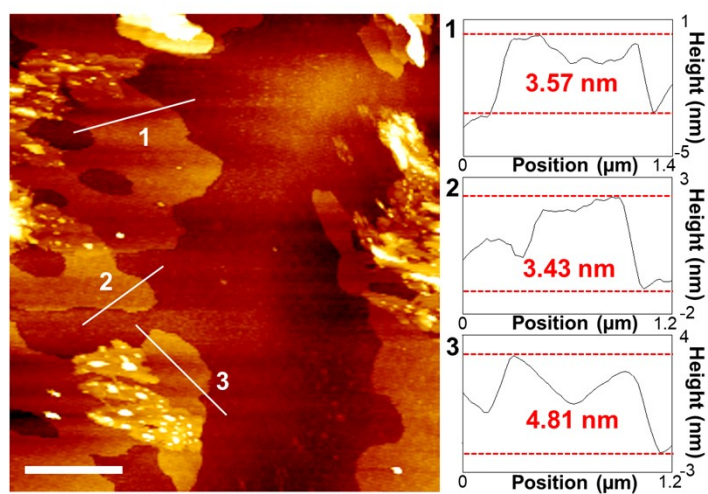 1
2
3
1
1
3.57 nm
-5
0
Position (µm)
1.4
Height (nm)
2
3
3.43 nm
-2
0
Position (µm)
1.2
Height (nm)
3
4
4.81 nm
-3
0
Position (µm)
1.2
Height (nm)